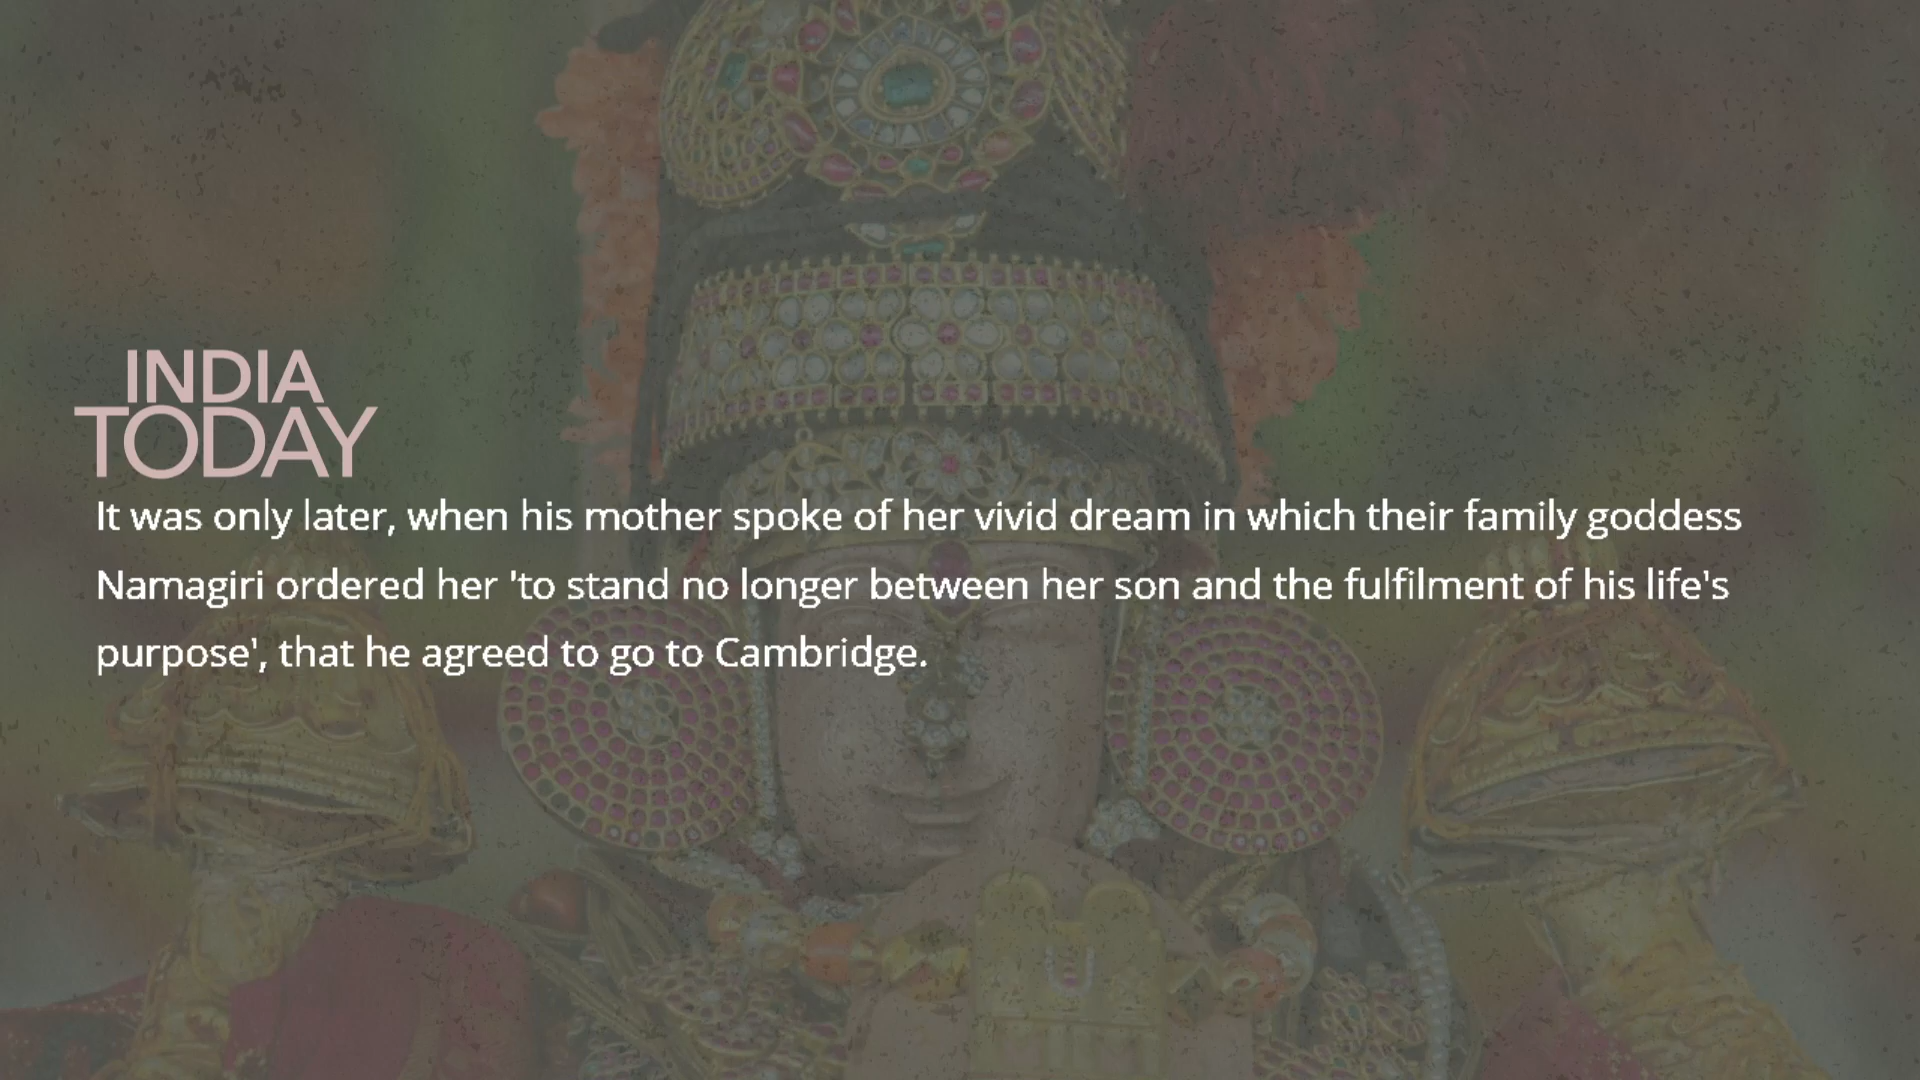 INDIA
TODAY
It was only later, when his mother spoke of her vivid dream in which their family goddess
Namagiri ordered her 'to stand no longer between her son and the fulfilment of his life's
purpose', that he agreed to go to Cambridge.